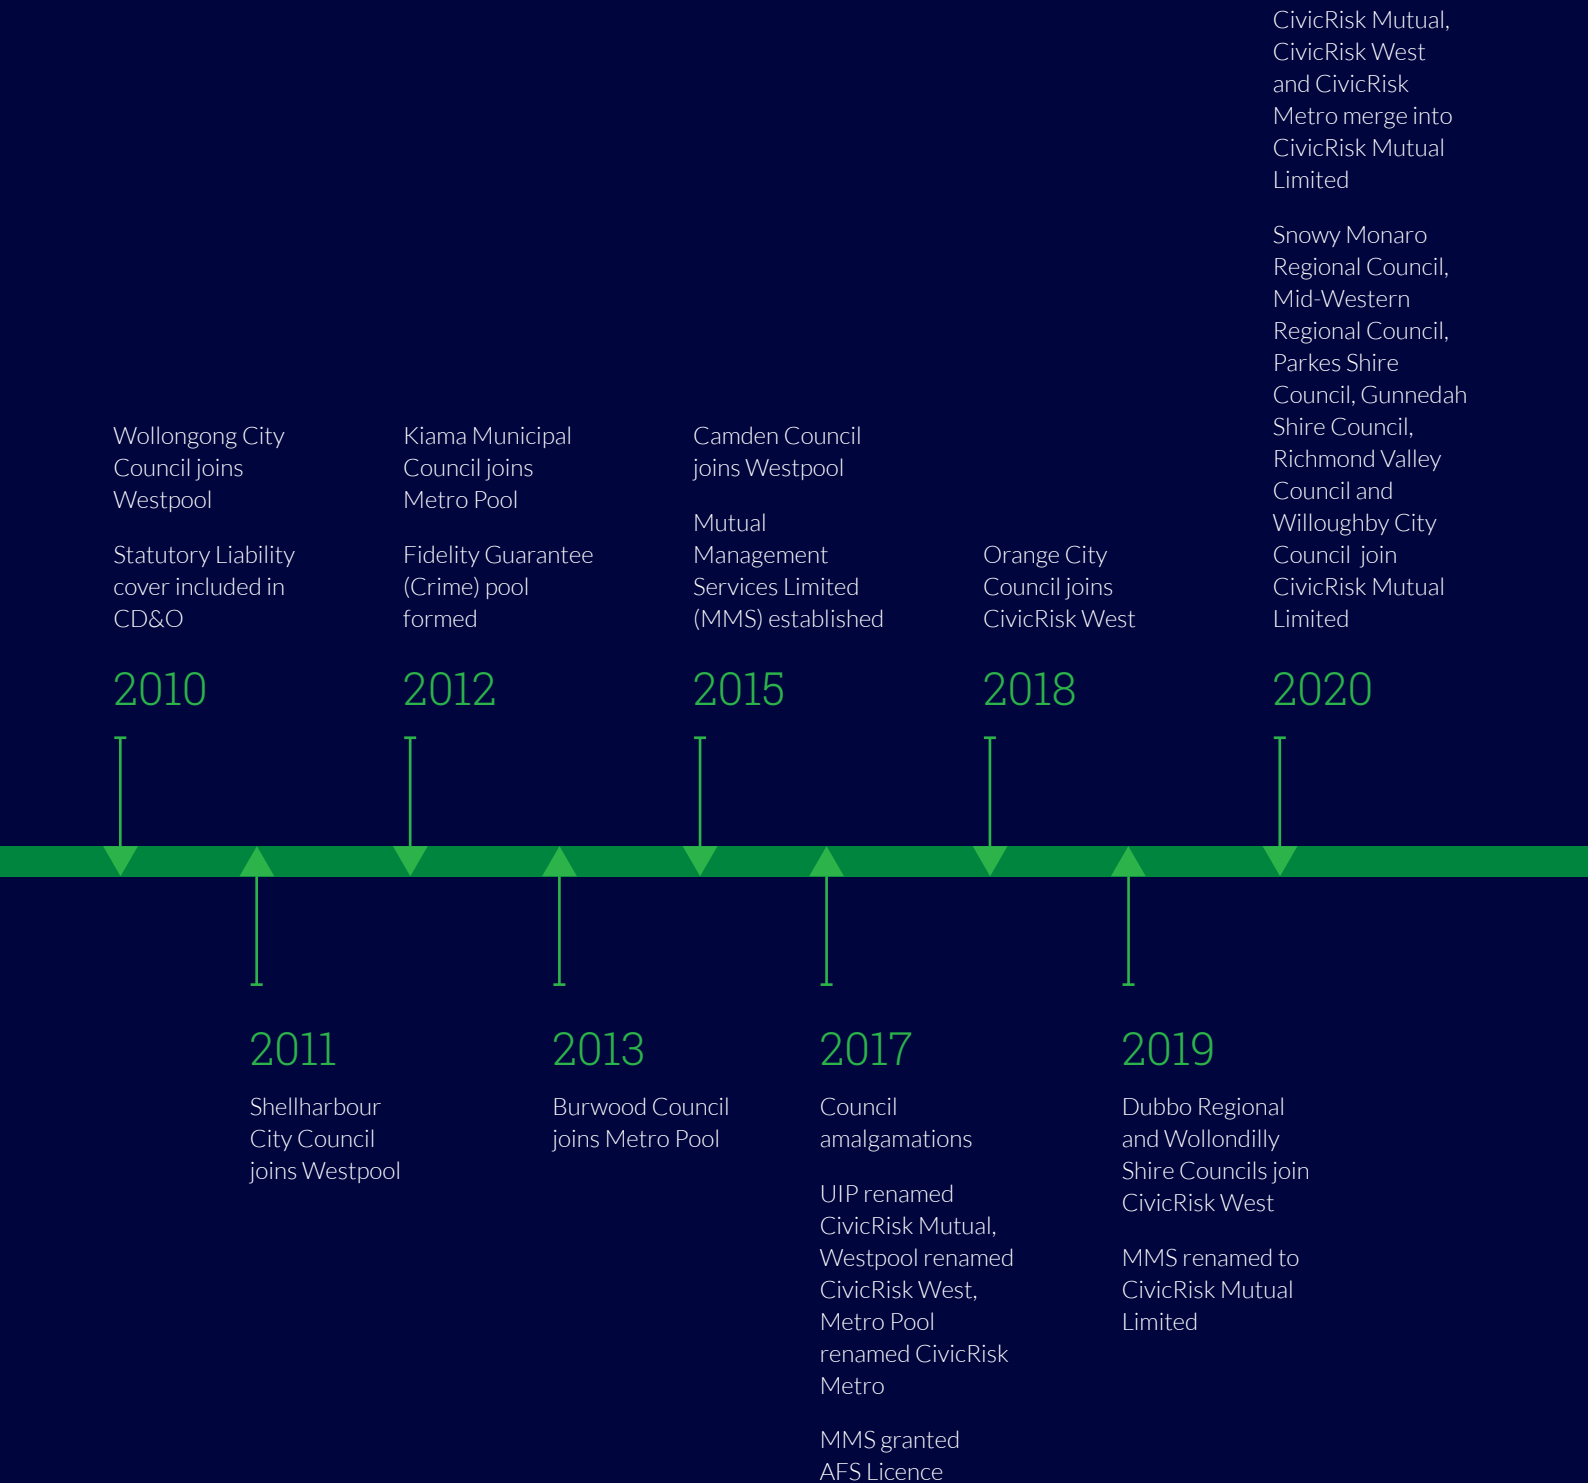 CivicRisk Mutual,
CivicRisk West
and CivicRisk
Metro merge into
CivicRisk Mutual
Limited
Snowy Monaro
Regional Council,
Mid-Western
Regional Council,
Parkes Shire
Council, Gunnedah
Shire Council,
Richmond Valley
Council and
Willoughby City
Council join
CivicRisk Mutual
Limited
2020
Wollongong City
Council joins
Westpool
Statutory Liability
cover included in
CD&O
2010
Kiama Municipal
Council joins
Metro Pool
Fidelity Guarantee
(Crime) pool
formed
2012
Camden Council
joins Westpool
Mutual
Management
Services Limited
(MMS) established
2015
Orange City
Council joins
CivicRisk West
2018
2011
Shellharbour
City Council
joins Westpool
2013
Burwood Council
joins Metro Pool
2017
Council
amalgamations
UIP renamed
CivicRisk Mutual,
Westpool renamed
CivicRisk West,
Metro Pool
renamed CivicRisk
Metro
MMS granted
AFS Licence
2019
Dubbo Regional
and Wollondilly
Shire Councils join
CivicRisk West
MMS renamed to
CivicRisk Mutual
Limited